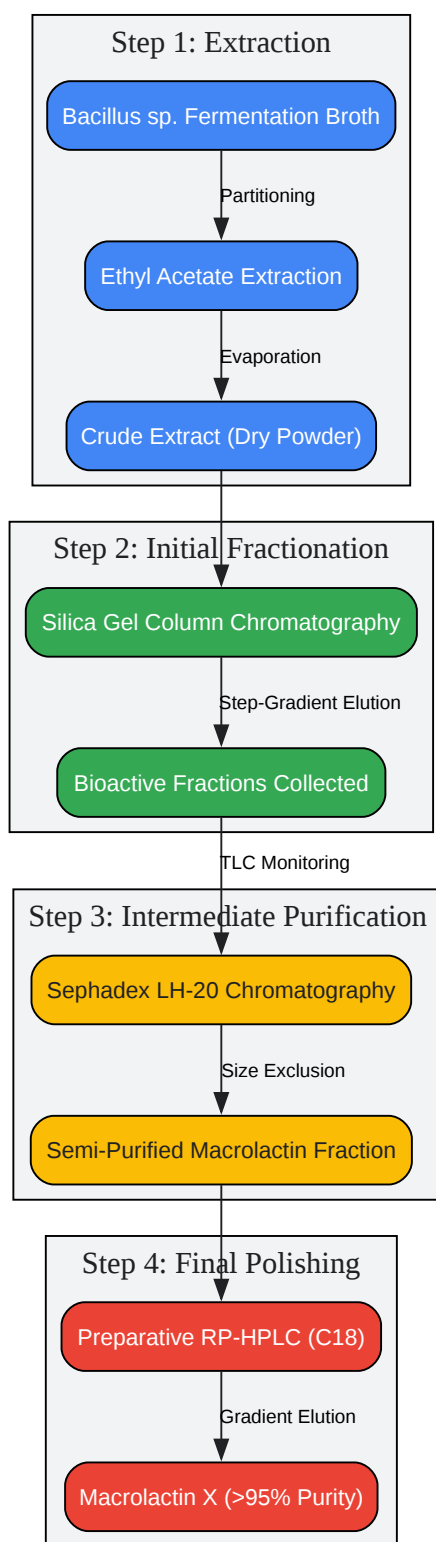 Step 1: Extraction
Bacillus sp. Fermentation Broth
Partitioning
Ethyl Acetate Extraction
Evaporation
Crude Extract (Dry Powder)
Step 2: Initial Fractionation
Silica Gel Column Chromatography
Step-Gradient Elution
Bioactive Fractions Collected
TLC Monitoring
Step 3: Intermediate Purification
Sephadex LH-20 Chromatography
Size Exclusion
Semi-Purified Macrolactin Fraction
Step 4: Final Polishing
Preparative RP-HPLC (C18)
Gradient Elution
Macrolactin X (>95% Purity)